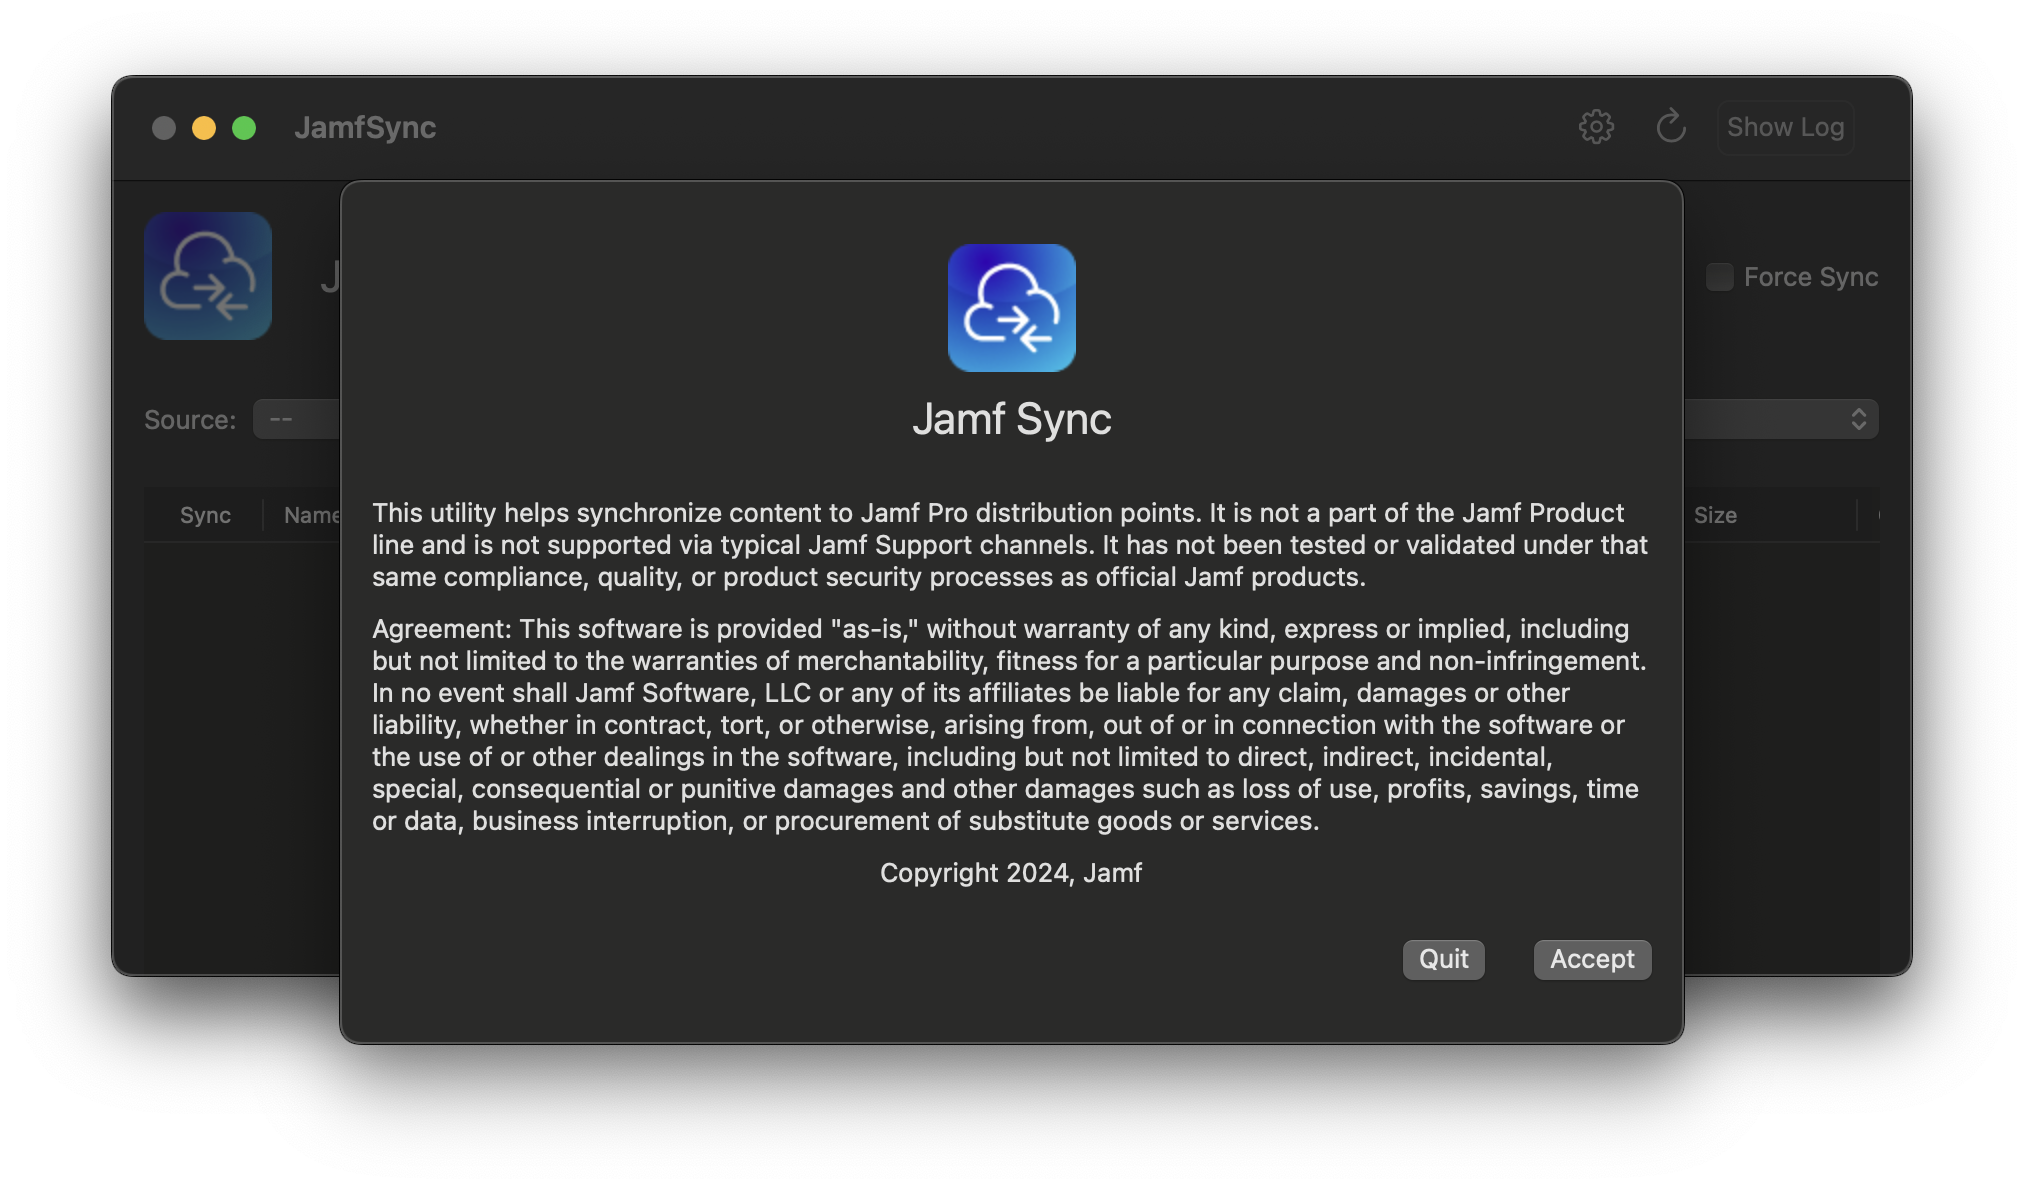 JamfSync
Show Log
J
Force Sync
Source:
--
Sync
Name
Size
Jamf Sync
This utility helps synchronize content to Jamf Pro distribution points. It is not a part of the Jamf Product
line and is not supported via typical Jamf Support channels. It has not been tested or validated under that
same compliance, quality, or product security processes as official Jamf products.
Agreement: This software is provided "as-is," without warranty of any kind, express or implied, including
but not limited to the warranties of merchantability, fitness for a particular purpose and non-infringement.
In no event shall Jamf Software, LLC or any of its affiliates be liable for any claim, damages or other
liability, whether in contract, tort, or otherwise, arising from, out of or in connection with the software or
the use of or other dealings in the software, including but not limited to direct, indirect, incidental,
special, consequential or punitive damages and other damages such as loss of use, profits, savings, time
or data, business interruption, or procurement of substitute goods or services.
Copyright 2024, Jamf
Quit
Accept